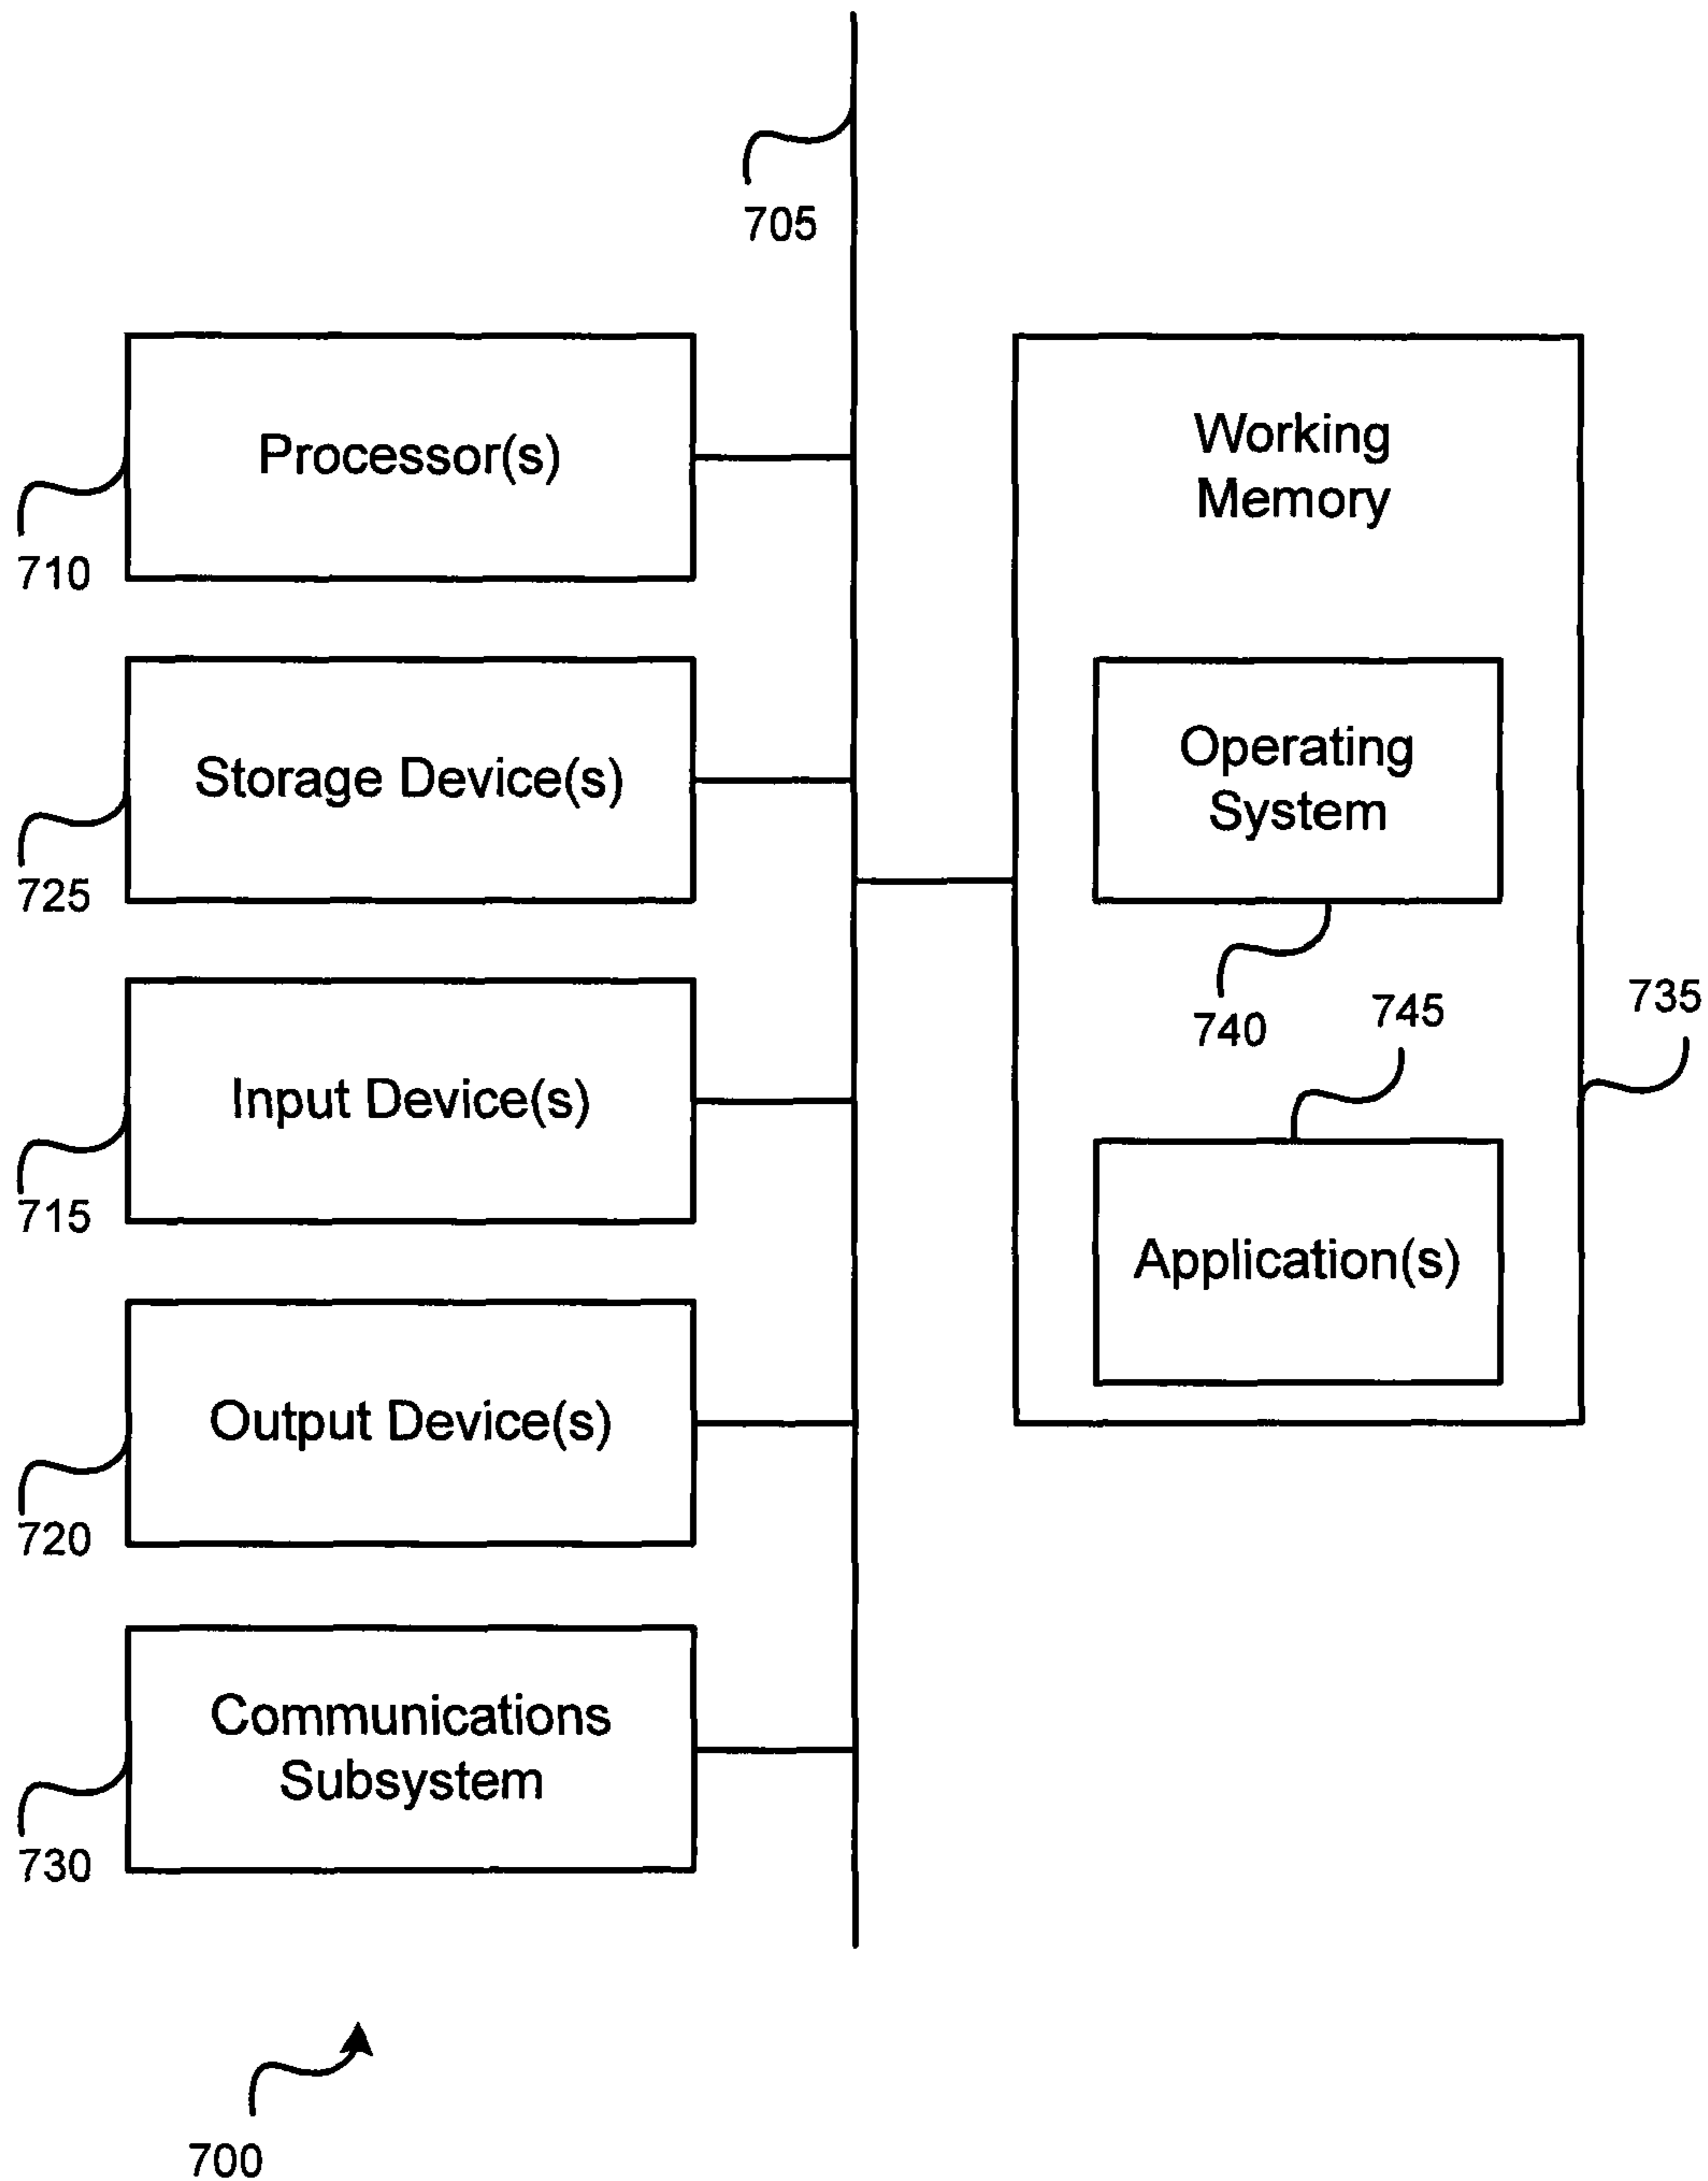 705
Processor(s)
710
Storage Device(s)
725
Input Device(s)
715
Output Device(s)
720
Communications
Subsystem
730
Working
Memory
Operating
System
740
745
735
Application(s)
700